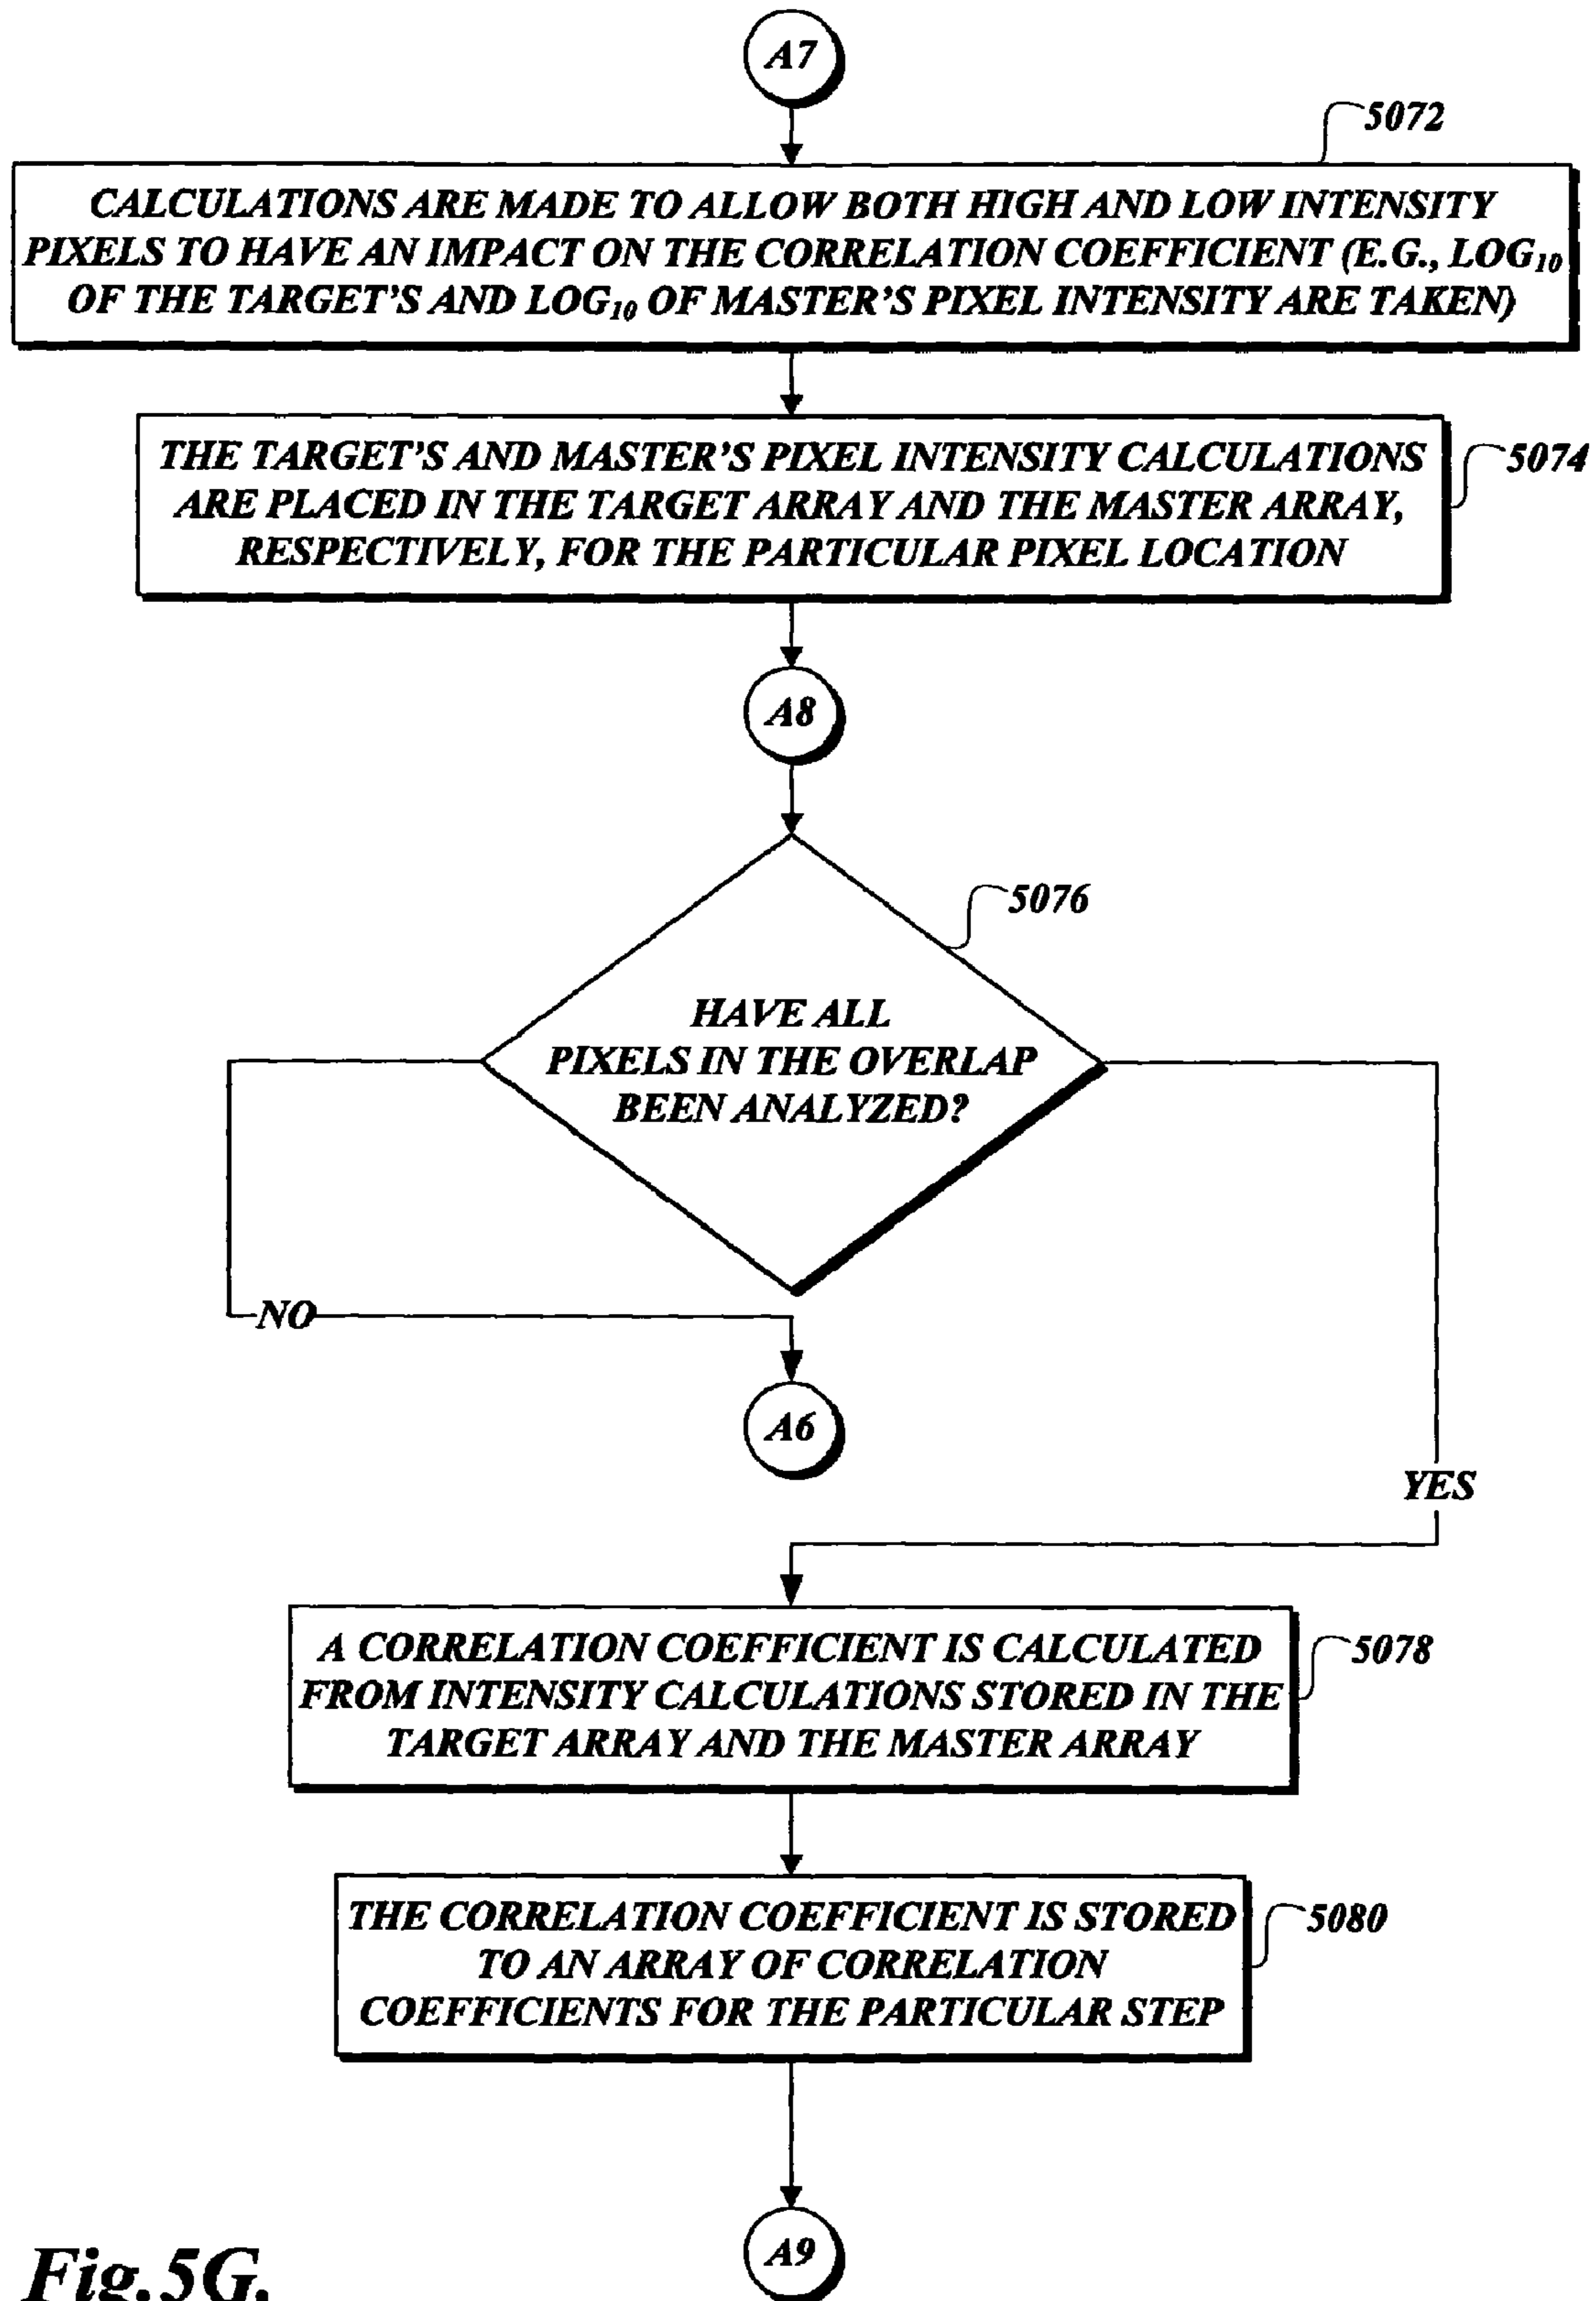 A7
5072
CALCULATIONS ARE MADE TO ALLOW BOTH HIGH AND LOW INTENSITY
PIXELS TO HAVE AN IMPACT ON THE CORRELATION COEFFICIENT (E.G., LOG₁₀
OF THE TARGET'S AND LOG₁₀ OF MASTER'S PIXEL INTENSITY ARE TAKEN)
THE TARGET'S AND MASTER'S PIXEL INTENSITY CALCULATIONS
ARE PLACED IN THE TARGET ARRAY AND THE MASTER ARRAY,
RESPECTIVELY, FOR THE PARTICULAR PIXEL LOCATION
5074
A8
5076
HAVE ALL
PIXELS IN THE OVERLAP
BEEN ANALYZED?
NO
A6
YES
A CORRELATION COEFFICIENT IS CALCULATED
FROM INTENSITY CALCULATIONS STORED IN THE
TARGET ARRAY AND THE MASTER ARRAY
5078
THE CORRELATION COEFFICIENT IS STORED
TO AN ARRAY OF CORRELATION
COEFFICIENTS FOR THE PARTICULAR STEP
5080
A9
Fig.5G.